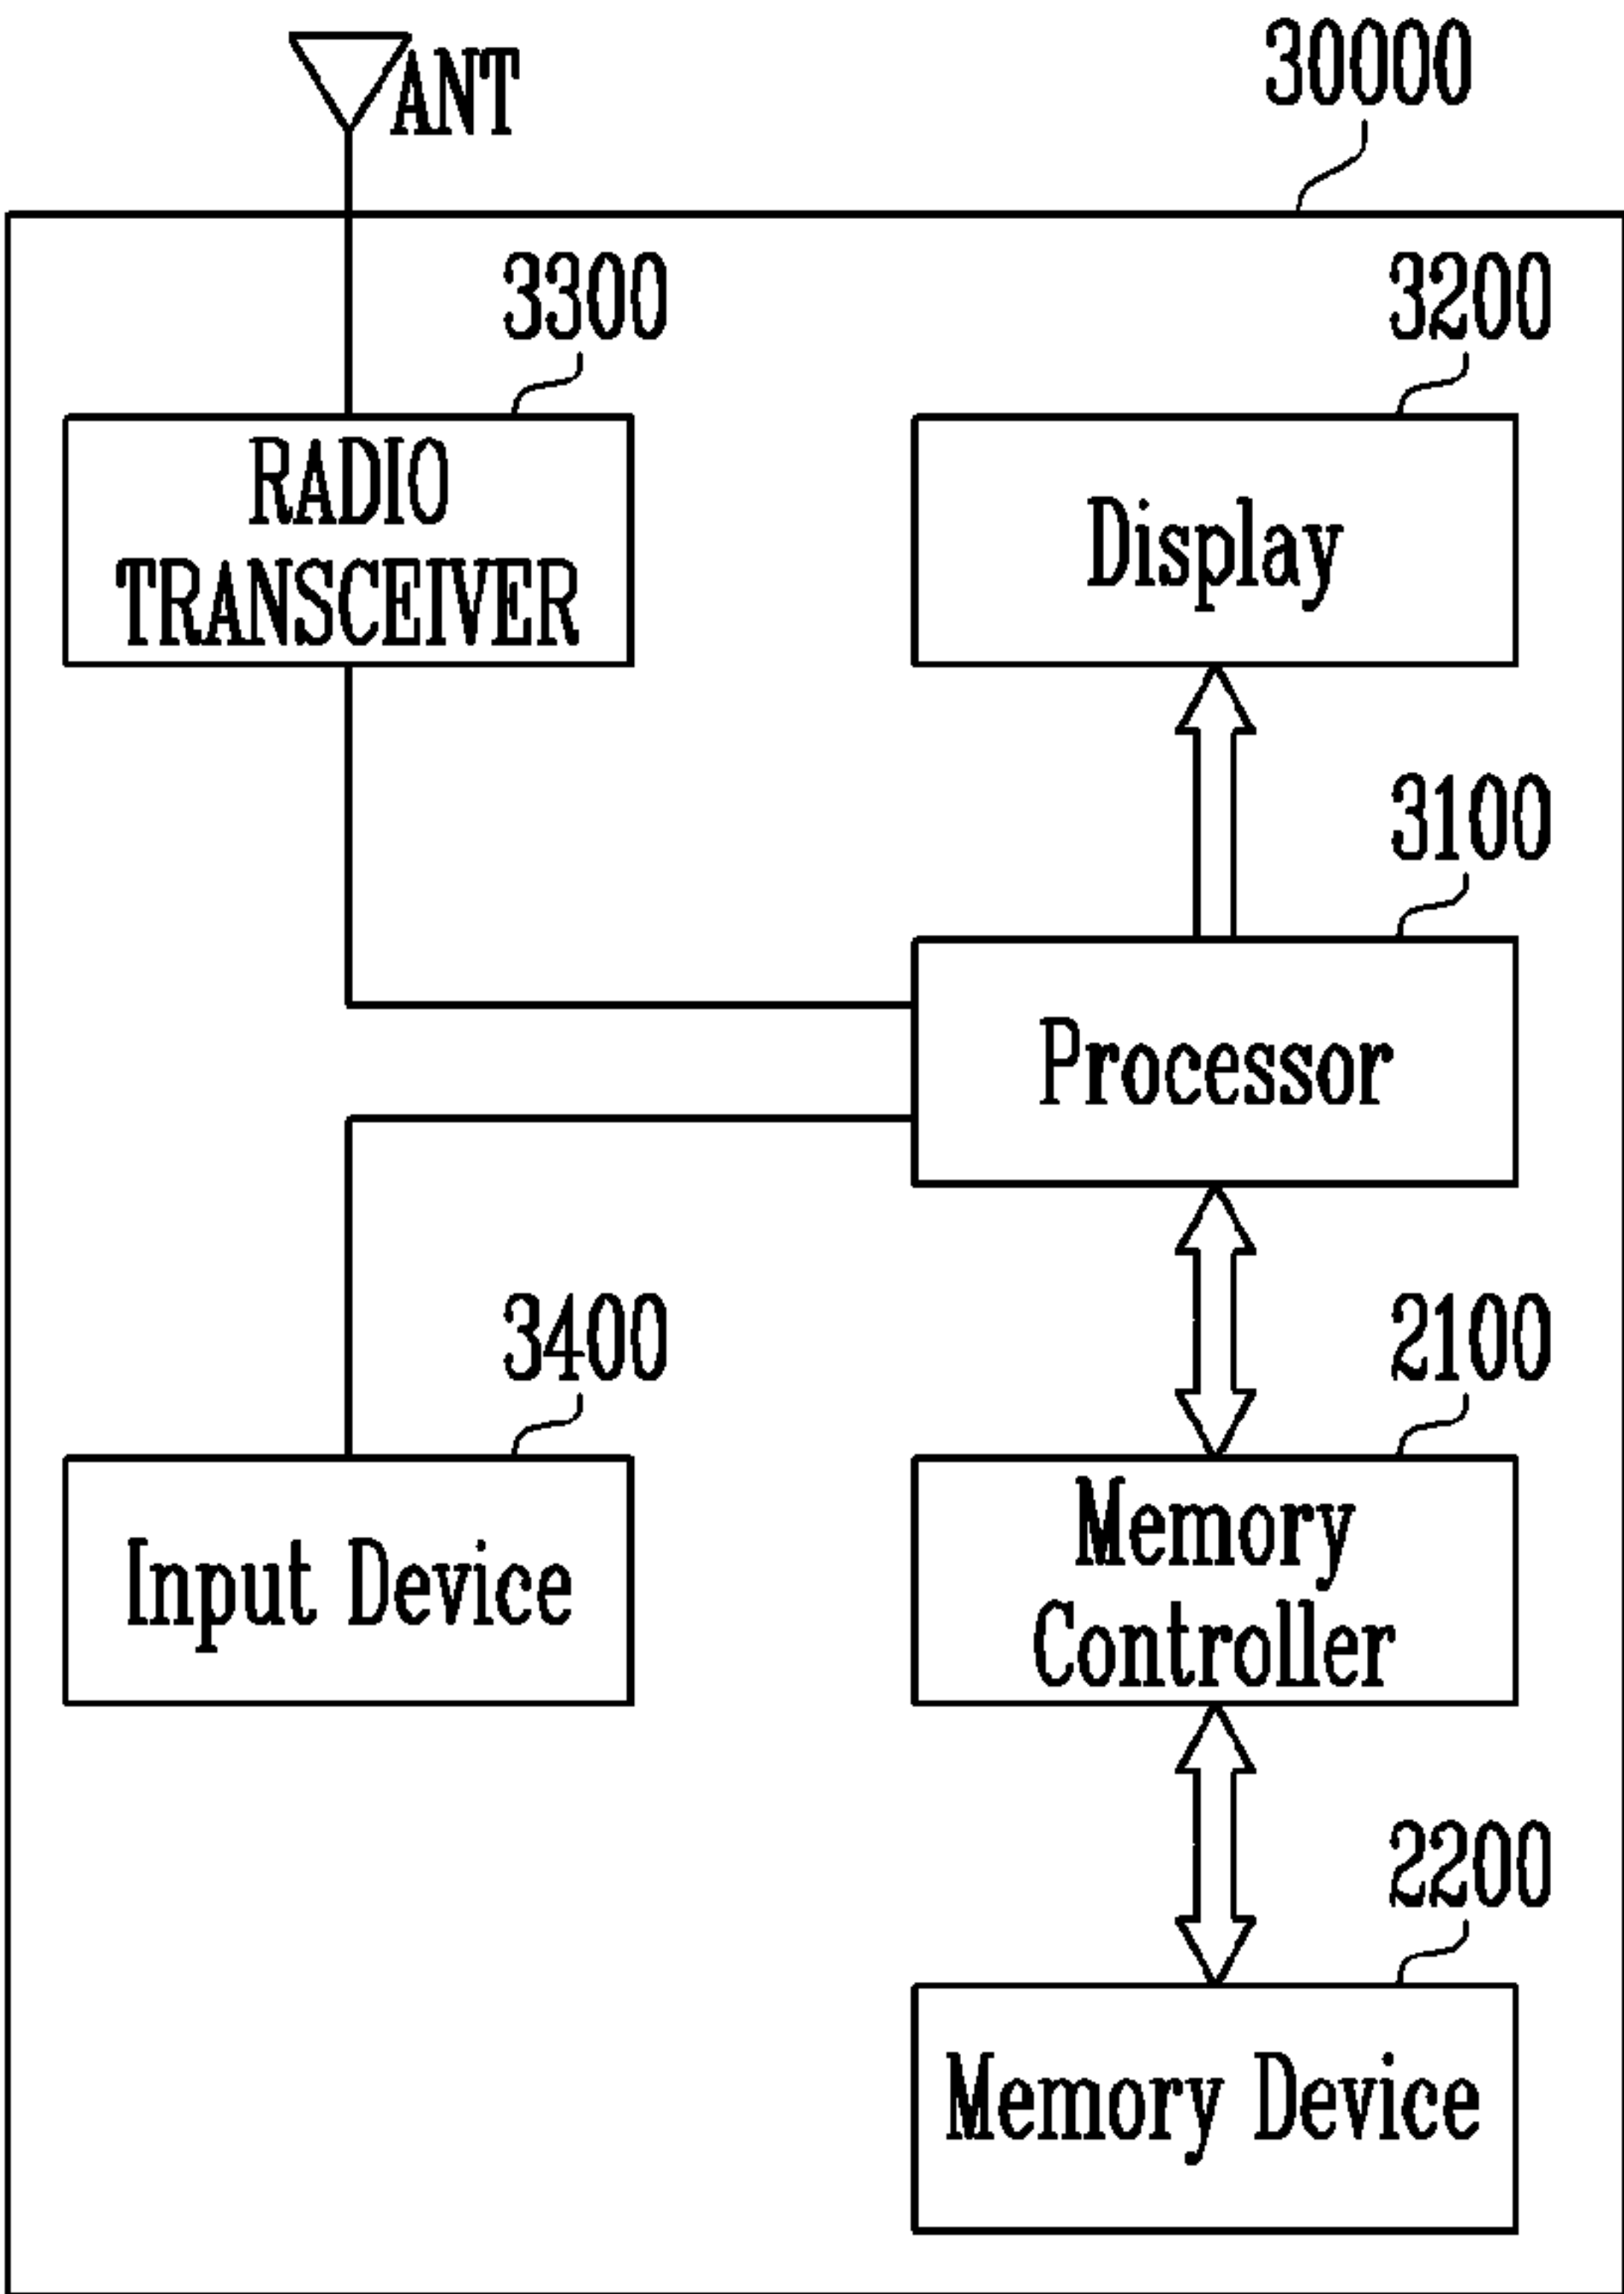 ANT
30000
3300
3200
RADIO
TRANSCEIVER
Display
3100
Processor
3400
2100
Input Device
Memory
Controller
2200
Memory Device